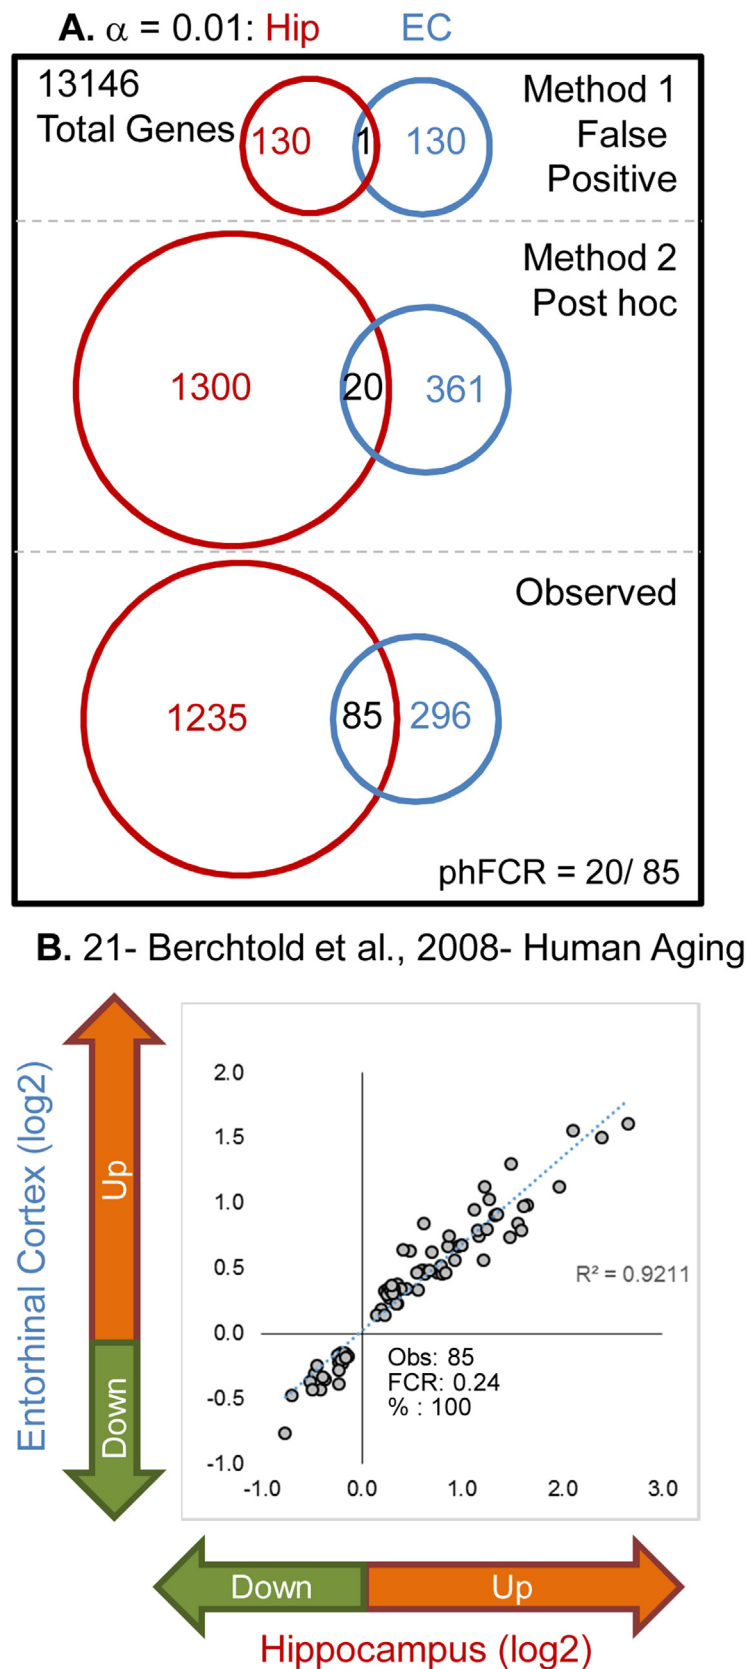 A. α = 0.01: Hip EC
13146
Total Genes
Method 1
False
Positive
130 1 130
Method 2
Post hoc
1300 20 361
Observed
1235 85 296
phFCR = 20/ 85
B. 21- Berchtold et al., 2008- Human Aging
Entorhinal Cortex (log2)
Up
Down
2.0
1.5
1.0
0.5
0.0
-0.5
-1.0
R² = 0.9211
Obs: 85
FCR: 0.24
% : 100
-1.0 0.0 1.0 2.0 3.0
Down Up
Hippocampus (log2)